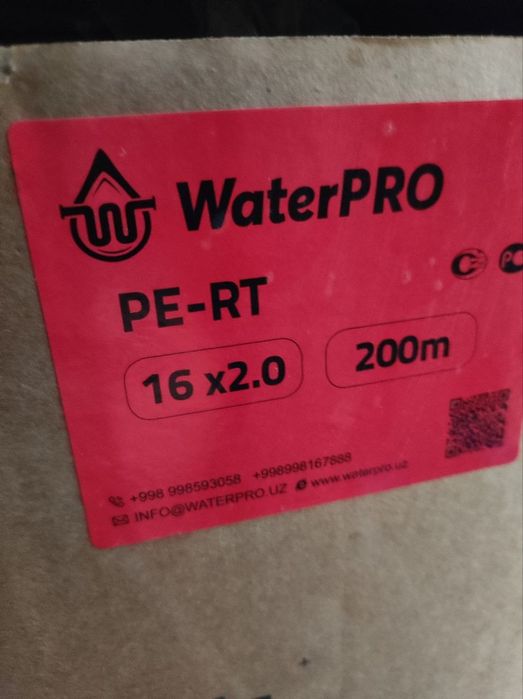 WaterPRO
PE-RT
16 x2.0
200m
+998 998593058 +998998167888
INFO@WATERPRO.UZ www.waterpro.uz